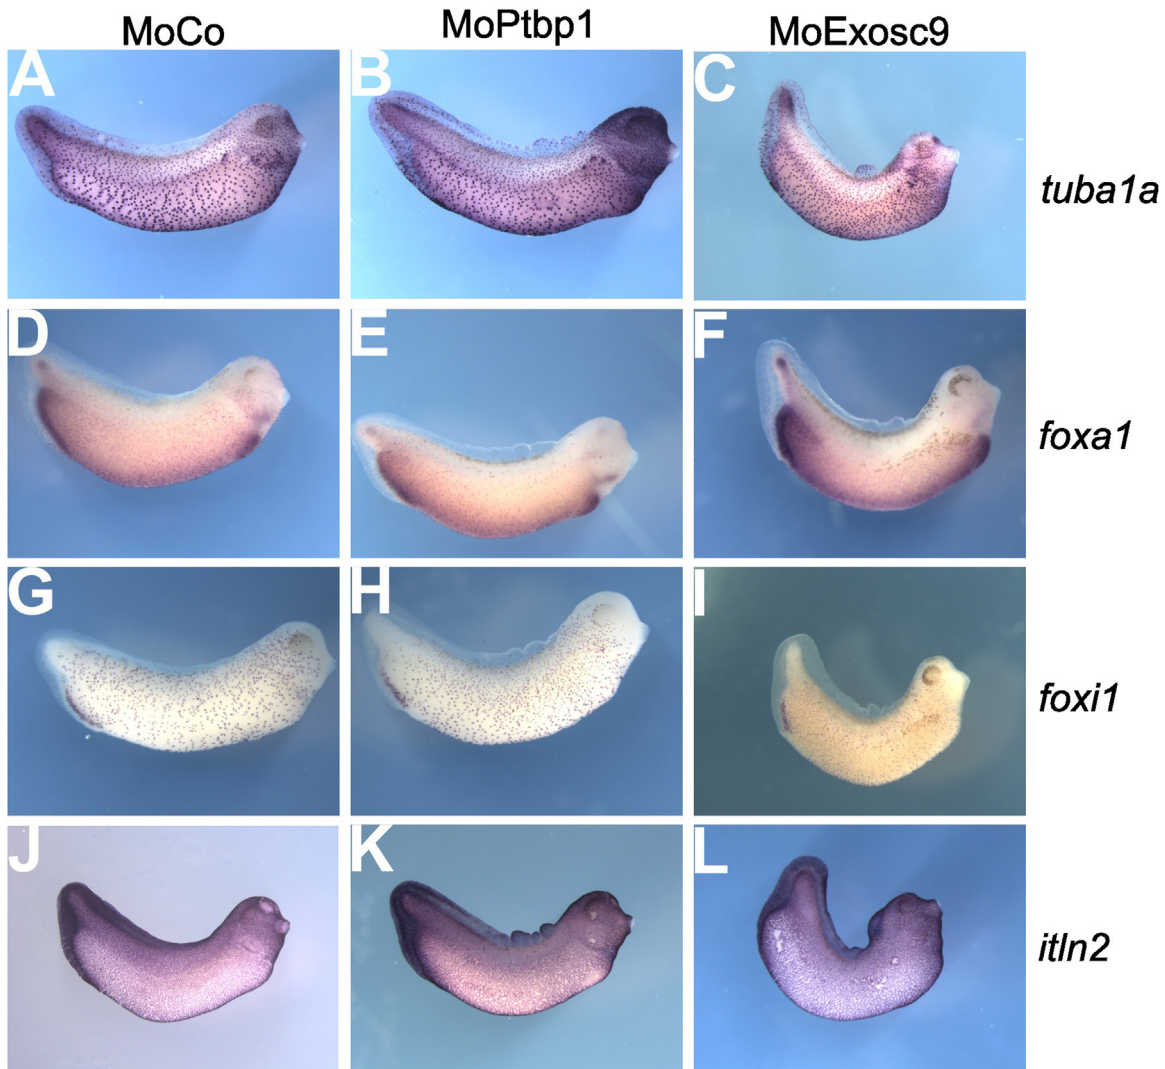 MoCo MoPtbp1 MoExosc9
A B C
tuba1a
D E F
foxa1
G H I
foxi1
J K L
itln2